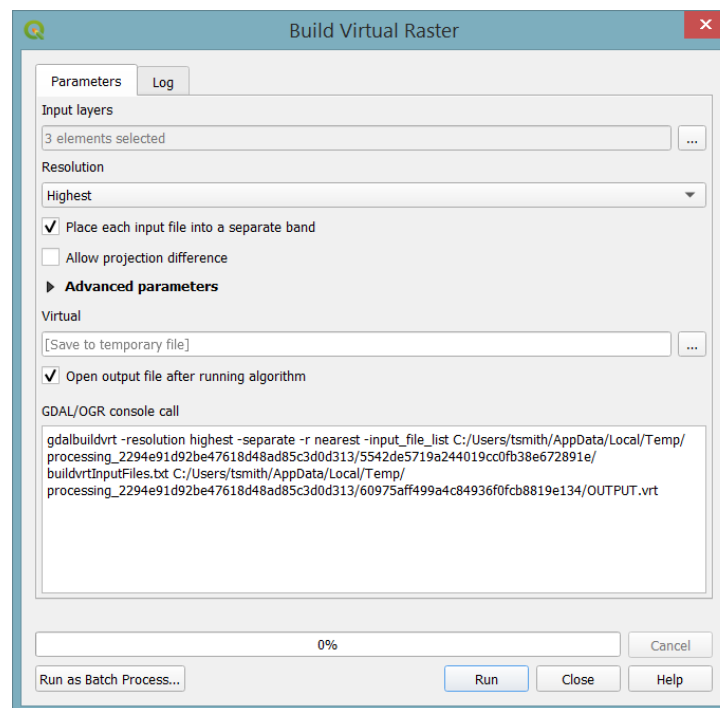 Build Virtual Raster
Parameters
Log
Input layers
3 elements selected
...
Resolution
Highest
Place each input file into a separate band
Allow projection difference
Advanced parameters
Virtual
[Save to temporary file]
...
Open output file after running algorithm
GDAL/OGR console call
gdalbuildvrt -resolution highest -separate -r nearest -input_file_list C:/Users/tsmith/AppData/Local/Temp/
processing_2294e91d92be47618d48ad85c3d0d313/5542de5719a244019cc0fb38e672891e/
buildvrtInputFiles.txt C:/Users/tsmith/AppData/Local/Temp/
processing_2294e91d92be47618d48ad85c3d0d313/60975aff499a4c84936f0fcb8819e134/OUTPUT.vrt
0%
Cancel
Run as Batch Process...
Run
Close
Help